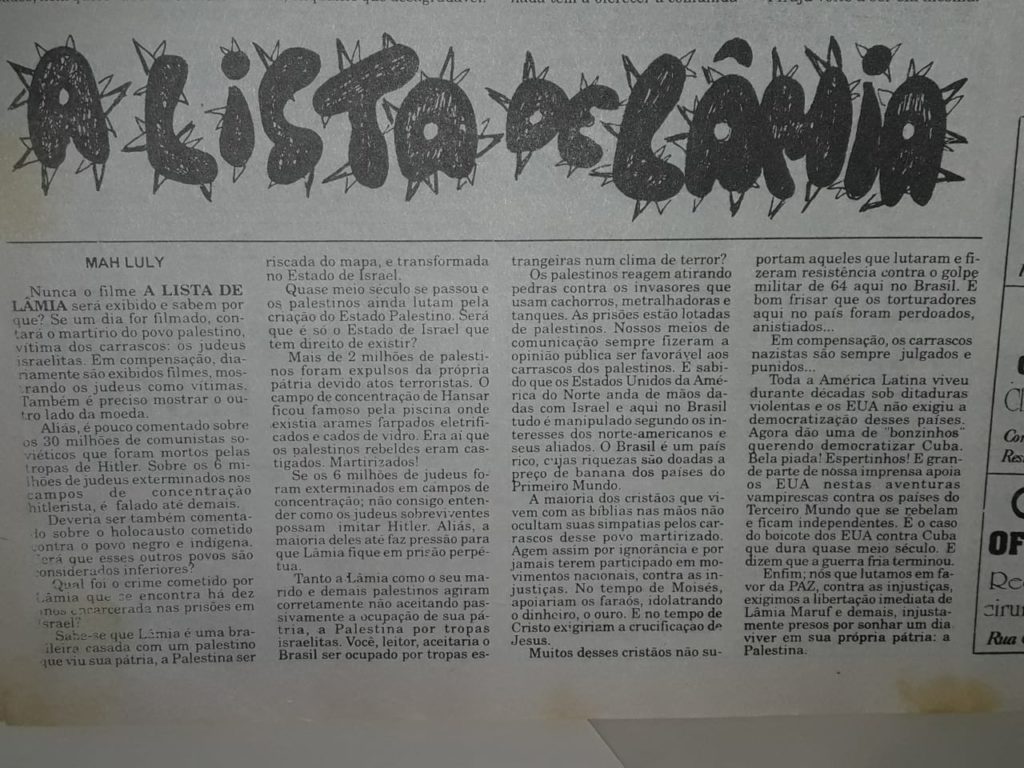 A LISTA DE LÂMIA
MAH LULY
Nunca o filme A LISTA DE
LÂMIA será exibido e sabem por
que? Se um dia for filmado, con-
tará o martírio do povo palestino,
vítima dos carrascos: os judeus
israelitas. Em compensação, dia-
riamente são exibidos filmes, mos-
trando os judeus como vítimas.
Também é preciso mostrar o ou-
tro lado da moeda.
Aliás, é pouco comentado sobre
os 30 milhões de comunistas so-
viéticos que foram mortos pelas
tropas de Hitler. Sobre os 6 mi-
lhões de judeus exterminados nos
campos de concentração
hitlerista, é falado até demais.
Deveria ser também comenta-
do sobre o holocausto cometido
contra o povo negro e indígena.
Será que esses outros povos são
considerados inferiores?
Qual foi o crime cometido por
Lâmia que se encontra há dez
anos encarcerada nas prisões em
Israel?
Sabe-se que Lâmia é uma bra-
sileira casada com um palestino
que viu sua pátria, a Palestina ser
riscada do mapa, e transformada
no Estado de Israel.
Quase meio século se passou e
os palestinos ainda lutam pela
criação do Estado Palestino. Será
que é só o Estado de Israel que
tem direito de existir?
Mais de 2 milhões de palesti-
nos foram expulsos da própria
pátria devido atos terroristas. O
campo de concentração de Hansar
ficou famoso pela piscina onde
existia arames farpados eletrifi-
cados e cados de vidro. Era aí que
os palestinos rebeldes eram cas-
tigados. Martirizados!
Se os 6 milhões de judeus fo-
ram exterminados em campos de
concentração; não consigo enten-
der como os judeus sobreviventes
possam imitar Hitler. Aliás, a
maioria deles até faz pressão para
que Lâmia fique em prisão perpé-
tua.
Tanto a Lâmia como o seu ma-
rido e demais palestinos agiram
corretamente não aceitando pas-
sivamente a ocupação de sua pá-
tria, a Palestina por tropas
israelitas. Você, leitor, aceitaria o
Brasil ser ocupado por tropas es-
trangeiras num clima de terror?
Os palestinos reagem atirando
pedras contra os invasores que
usam cachorros, metralhadoras e
tanques. As prisões estão lotadas
de palestinos. Nossos meios de
comunicação sempre fizeram a
opinião pública ser favorável aos
carrascos dos palestinos. E sabi-
do que os Estados Unidos da Amé-
rica do Norte anda de mãos da-
das com Israel e aqui no Brasil
tudo é manipulado segundo os in-
teresses dos norte-americanos e
seus aliados. O Brasil é um país
rico, cujas riquezas são doadas a
preço de banana dos países do
Primeiro Mundo.
A maioria dos cristãos que vi-
vem com as bíblias nas mãos não
ocultam suas simpatias pelos car-
rascos desse povo martirizado.
Agem assim por ignorância e por
jamais terem participado em mo-
vimentos nacionais, contra as in-
justiças. No tempo de Moisés,
apoiariam os faraós, idolatrando
o dinheiro, o ouro. E no tempo de
Cristo exigiriam a crucificação de
Jesus.
Muitos desses cristãos não su-
portam aqueles que lutaram e fi-
zeram resistência contra o golpe
militar de 64 aqui no Brasil. E
bom frisar que os torturadores
aqui no país foram perdoados,
anistiados...
Em compensação, os carrascos
nazistas são sempre julgados e
punidos...
Toda a América Latina viveu
durante décadas sob ditaduras
violentas e os EUA não exigiu a
democratização desses países.
Agora dão uma de "bonzinhos"
querendo democratizar Cuba.
Bela piada! Espertinhos! E gran-
de parte de nossa imprensa apoia
os EUA nestas aventuras
vampirescas contra os países do
Terceiro Mundo que se rebelam
e ficam independentes. E o caso
do boicote dos EUA contra Cuba
que dura quase meio século. E
dizem que a guerra fria terminou.
Enfim; nós que lutamos em fa-
vor da PAZ, contra as injustiças,
exigimos a libertação imediata de
Lâmia Maruf e demais, injusta-
mente presos por sonhar um dia
viver em sua própria pátria: a
Palestina.
OF
Rua